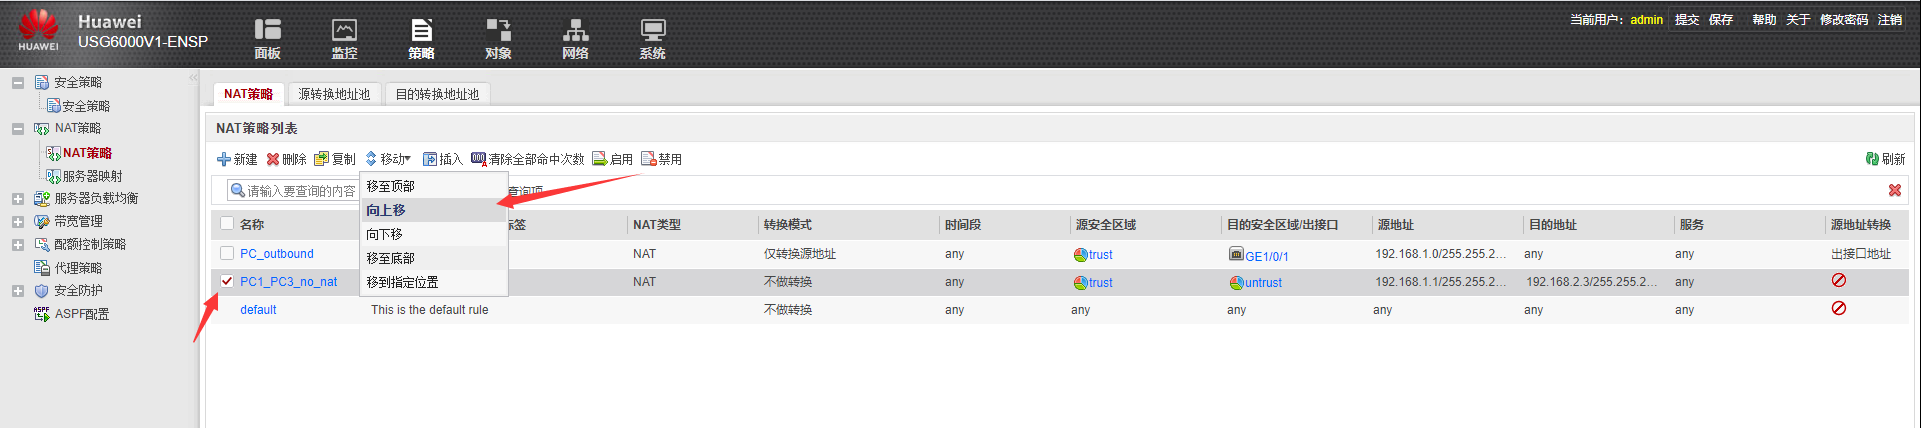 Huawei
USG6000V1-ENSP
HUAWEI
面板 监控 策略 对象 网络 系统
当前用户： admin 提交 保存 帮助 关于 修改密码 注销
安全策略
安全策略
NAT策略
NAT策略
服务器映射
服务器负载均衡
带宽管理
配额控制策略
代理策略
安全防护
ASPF配置
NAT策略 源转换地址池 目的转换地址池
NAT策略列表
新建 删除 复制 移动 插入 清除全部命中次数 启用 禁用 刷新
请输入要查询的内容 查询项
移至顶部
向上移
向下移
移至底部
移到指定位置
名称 标签 NAT类型 转换模式 时间段 源安全区域 目的安全区域/出接口 源地址 目的地址 服务 源地址转换
PC_outbound NAT 仅转换源地址 any trust GE1/0/1 192.168.1.0/255.255.2... any any 出接口地址
PC1_PC3_no_nat NAT 不做转换 any trust untrust 192.168.1.1/255.255.2... 192.168.2.3/255.255.2... any
default This is the default rule 不做转换 any any any any any any